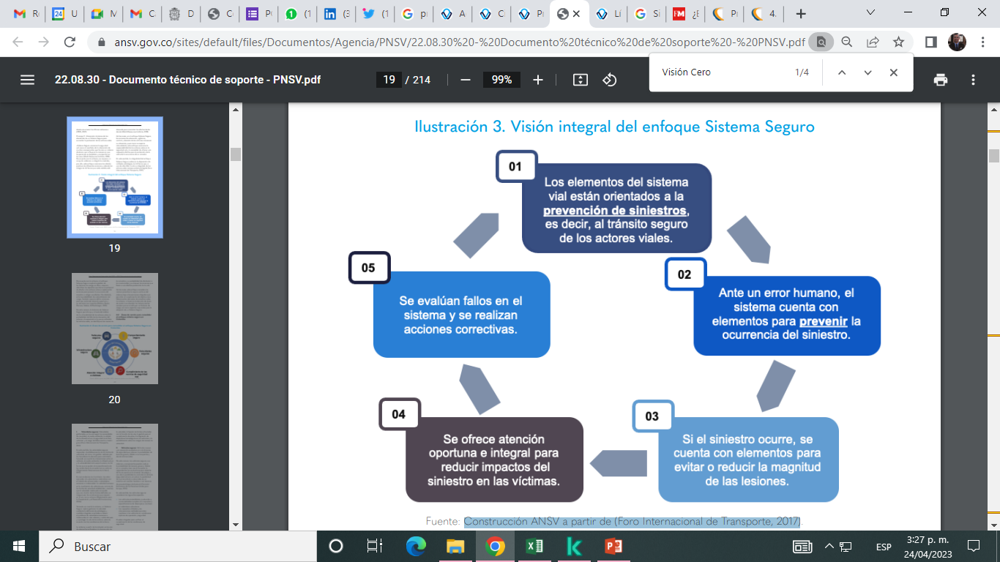 ansv.gov.co/sites/default/files/Documentos/Agencia/PNSV/22.08.30%20-%20Documento%20técnico%20de%20soporte%20-%20PNSV.pdf
Visión Cero
1/4
22.08.30 - Documento técnico de soporte - PNSV.pdf
19 / 214
99%
Ilustración 3. Visión integral del enfoque Sistema Seguro
01
Los elementos del sistema
vial están orientados a la
prevención de siniestros,
es decir, al tránsito seguro
de los actores viales.
02
Ante un error humano, el
sistema cuenta con
elementos para prevenir la
ocurrencia del siniestro.
03
Si el siniestro ocurre, se
cuenta con elementos para
evitar o reducir la magnitud
de las lesiones.
04
Se ofrece atención
oportuna e integral para
reducir impactos del
siniestro en las víctimas.
05
Se evalúan fallos en el
sistema y se realizan
acciones correctivas.
Fuente: Construcción ANSV a partir de (Foro Internacional de Transporte, 2017).
19
20
Buscar
ESP
3:27 p. m.
24/04/2023